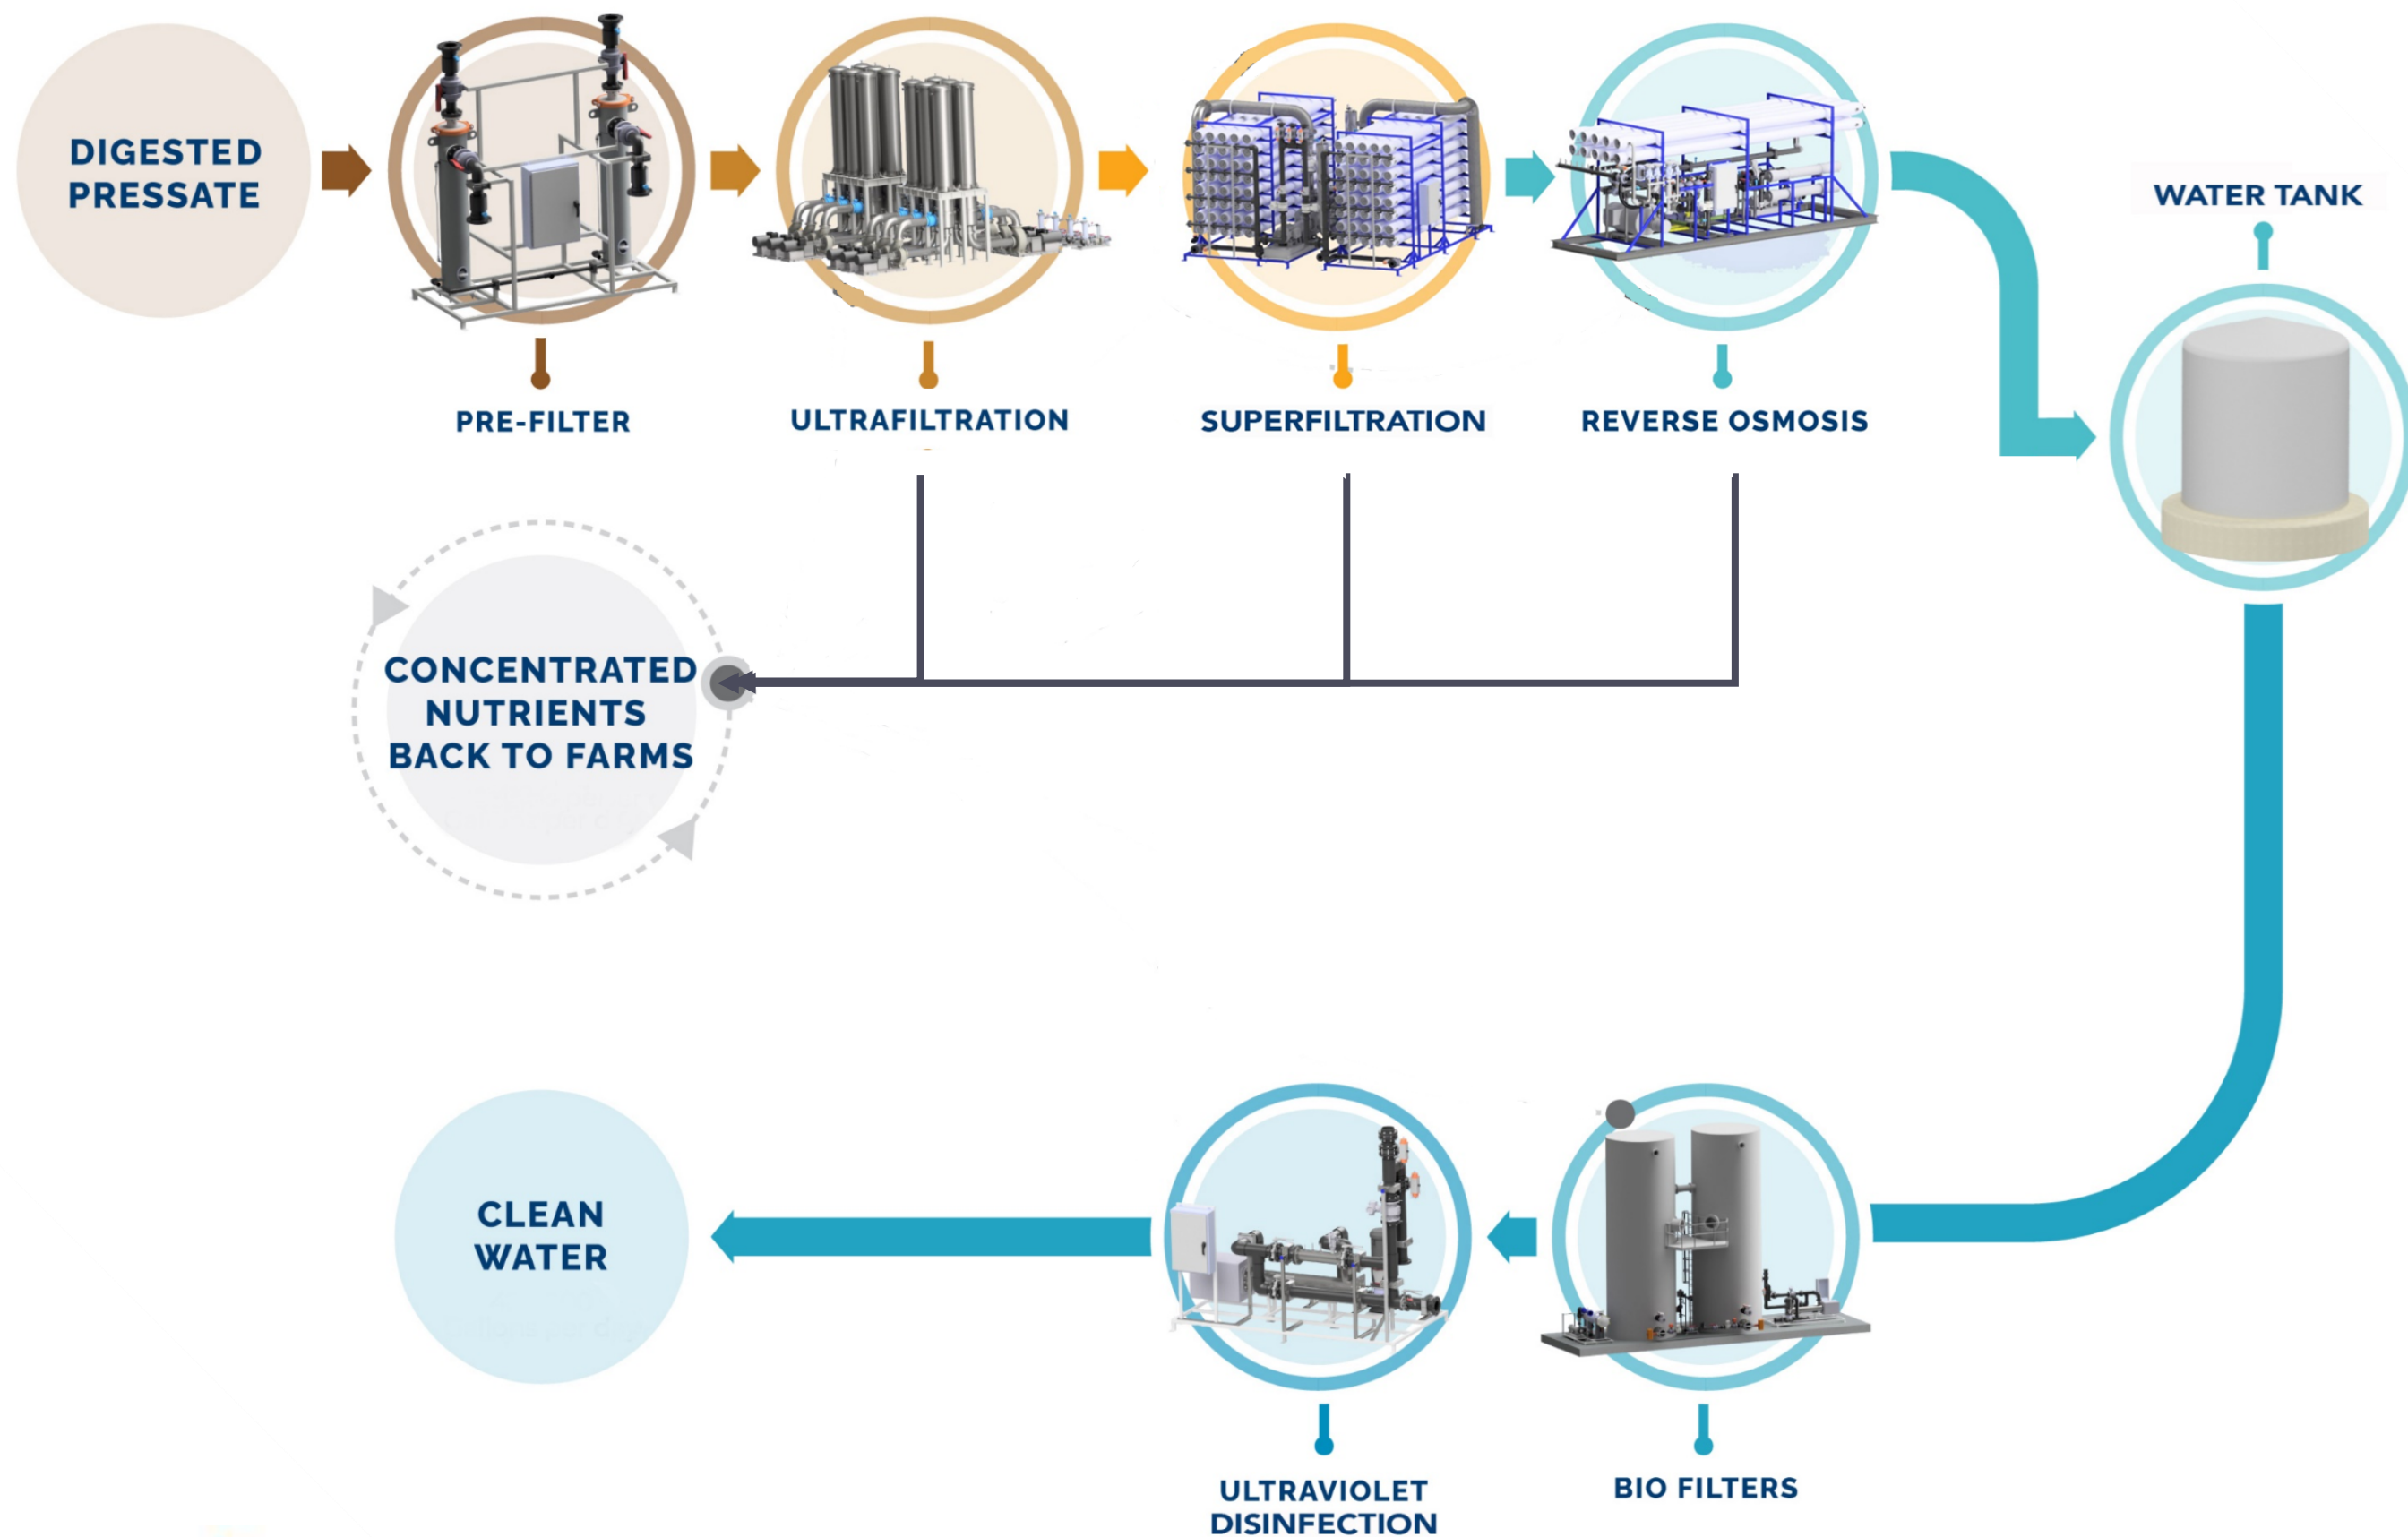 DIGESTED
PRESSATE
PRE-FILTER
ULTRAFILTRATION
SUPERFILTRATION
REVERSE OSMOSIS
WATER TANK
CONCENTRATED
NUTRIENTS
BACK TO FARMS
CLEAN
WATER
ULTRAVIOLET
DISINFECTION
BIO FILTERS